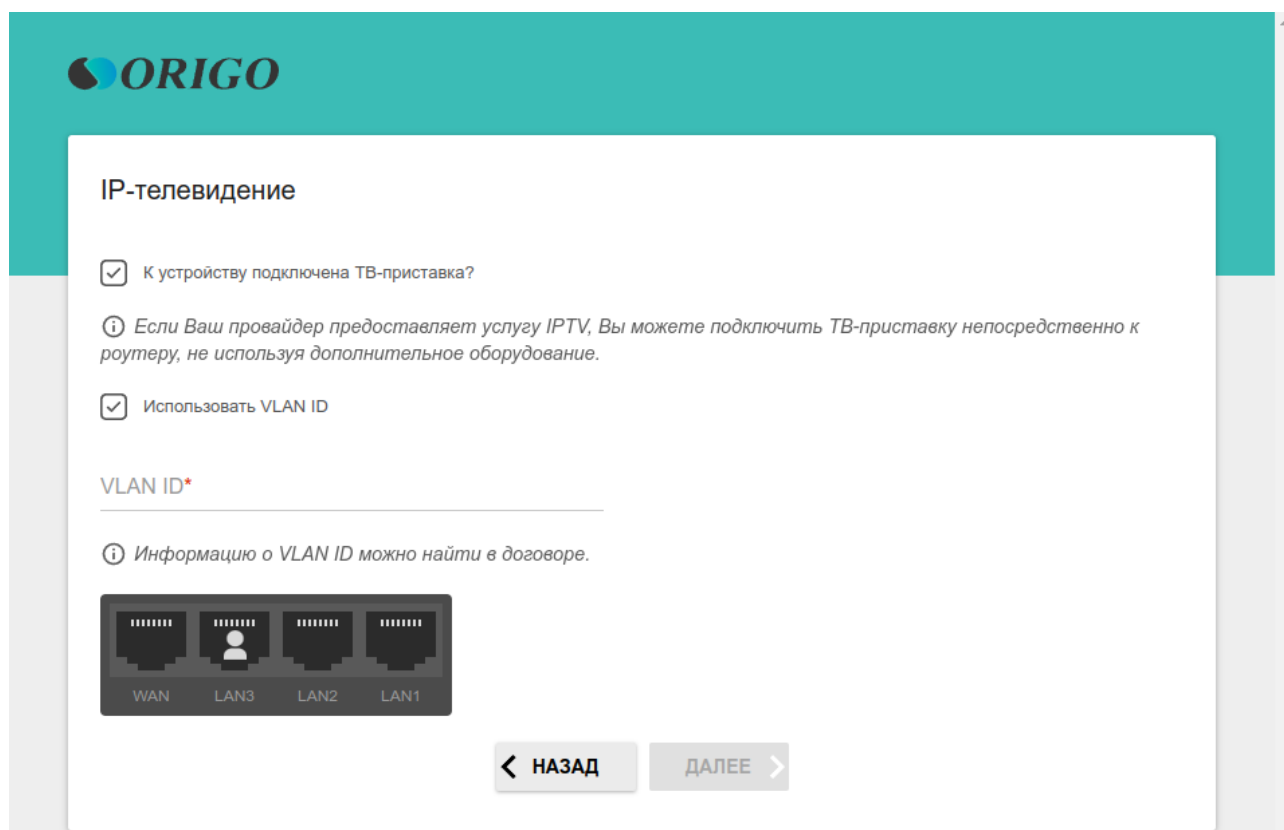 ORIGO
IP-телевидение
К устройству подключена ТВ-приставка?
Если Ваш провайдер предоставляет услугу IPTV, Вы можете подключить ТВ-приставку непосредственно к
роутеру, не используя дополнительное оборудование.
Использовать VLAN ID
VLAN ID*
Информацию о VLAN ID можно найти в договоре.
WAN LAN3 LAN2 LAN1
НАЗАД ДАЛЕЕ